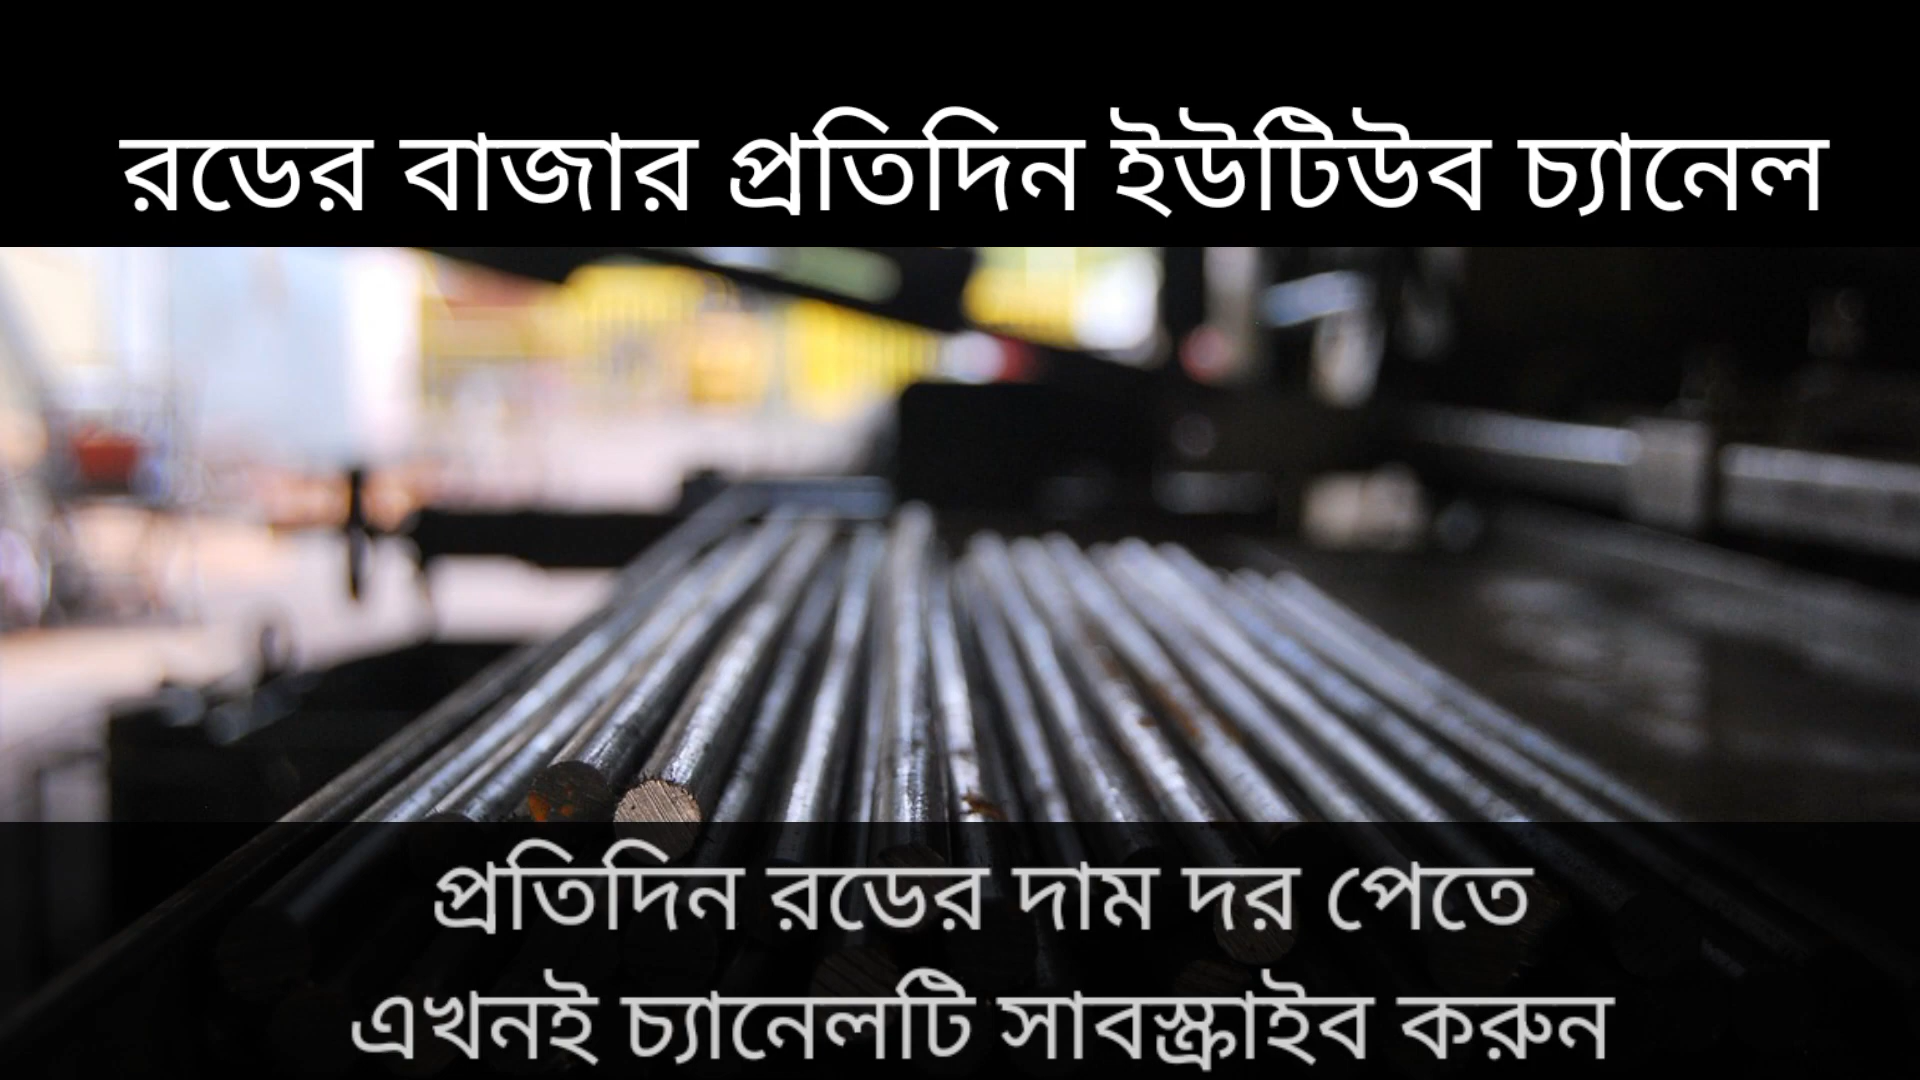 রডের বাজার প্রতিদিন ইউটিউব চ্যানেল
প্রতিদিন রডের দাম দর পেতে
এখনই চ্যানেলটি সাবস্ক্রাইব করুন